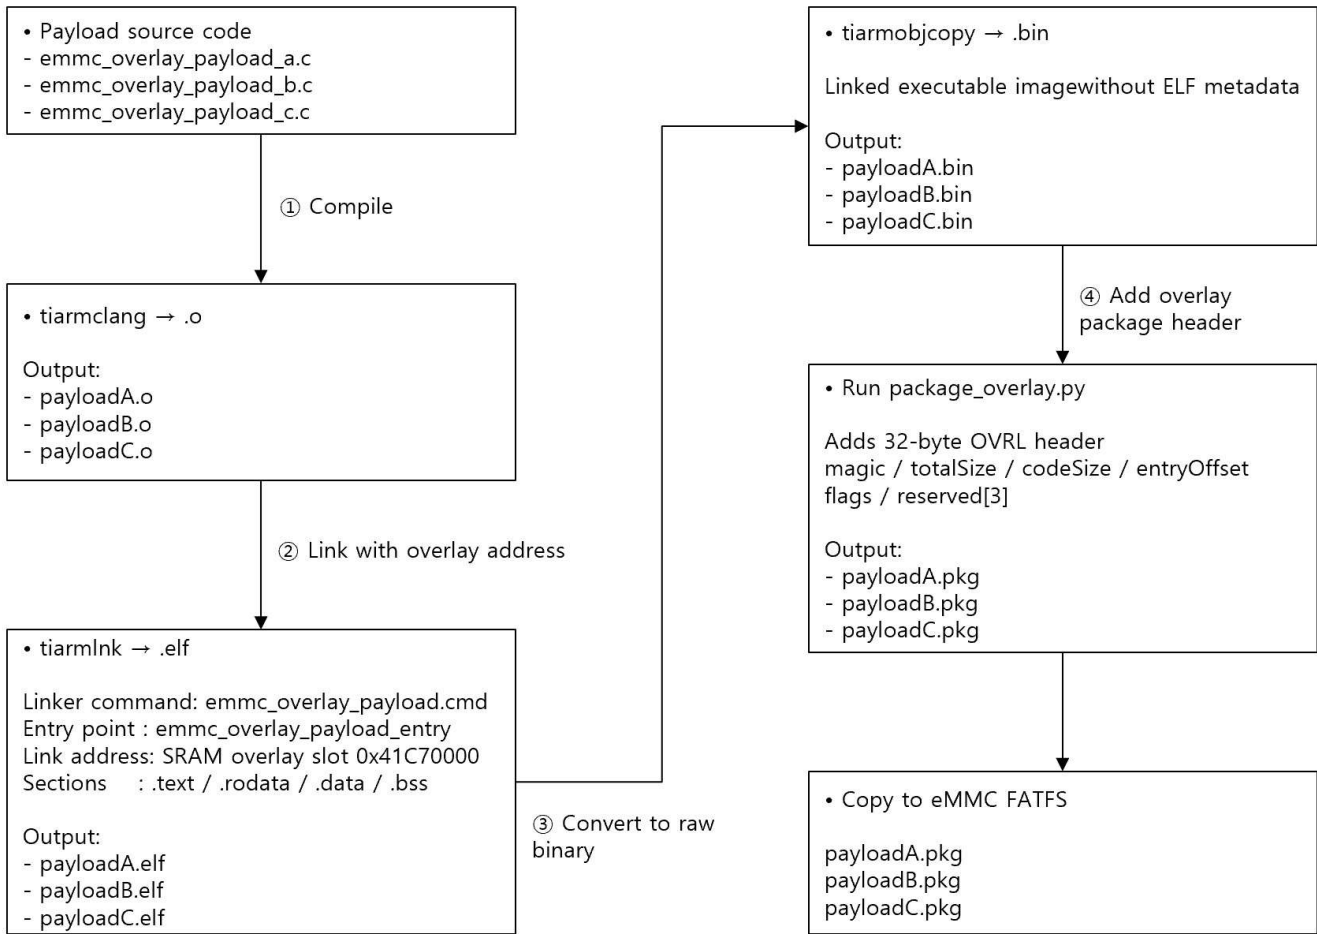 • Payload source code
- emmc_overlay_payload_a.c
- emmc_overlay_payload_b.c
- emmc_overlay_payload_c.c
① Compile
• tiarmclang → .o
Output:
- payloadA.o
- payloadB.o
- payloadC.o
② Link with overlay address
• tiarmlnk → .elf
Linker command: emmc_overlay_payload.cmd
Entry point : emmc_overlay_payload_entry
Link address: SRAM overlay slot 0x41C70000
Sections : .text / .rodata / .data / .bss
Output:
- payloadA.elf
- payloadB.elf
- payloadC.elf
③ Convert to raw
binary
• tiarmobjcopy → .bin
Linked executable imagewithout ELF metadata
Output:
- payloadA.bin
- payloadB.bin
- payloadC.bin
④ Add overlay
package header
• Run package_overlay.py
Adds 32-byte OVRL header
magic / totalSize / codeSize / entryOffset
flags / reserved[3]
Output:
- payloadA.pkg
- payloadB.pkg
- payloadC.pkg
• Copy to eMMC FATFS
payloadA.pkg
payloadB.pkg
payloadC.pkg